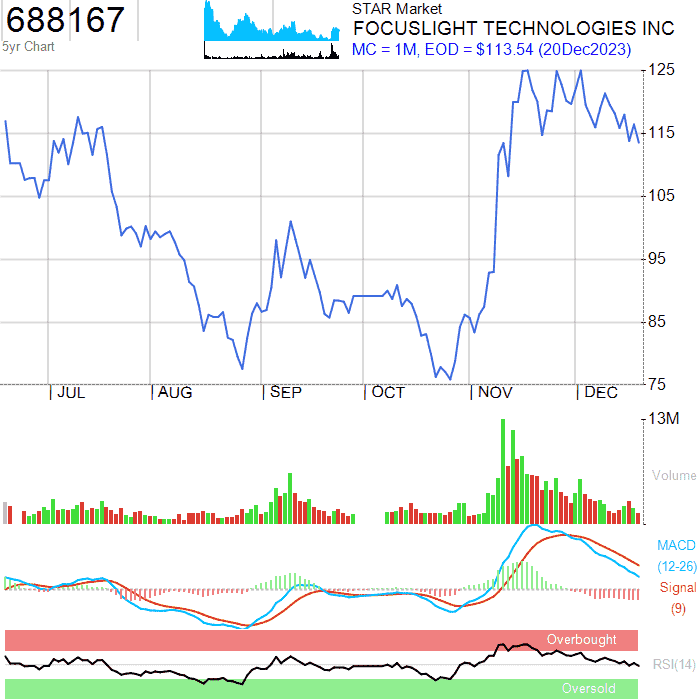 688167
5yr Chart
STAR Market
FOCUSLIGHT TECHNOLOGIES INC
MC = 1M, EOD = $113.54 (20Dec2023)
125
115
105
95
85
75
JUL AUG SEP OCT NOV DEC
13M
Volume
MACD
(12-26)
Signal
(9)
Overbought
RSI(14)
Oversold